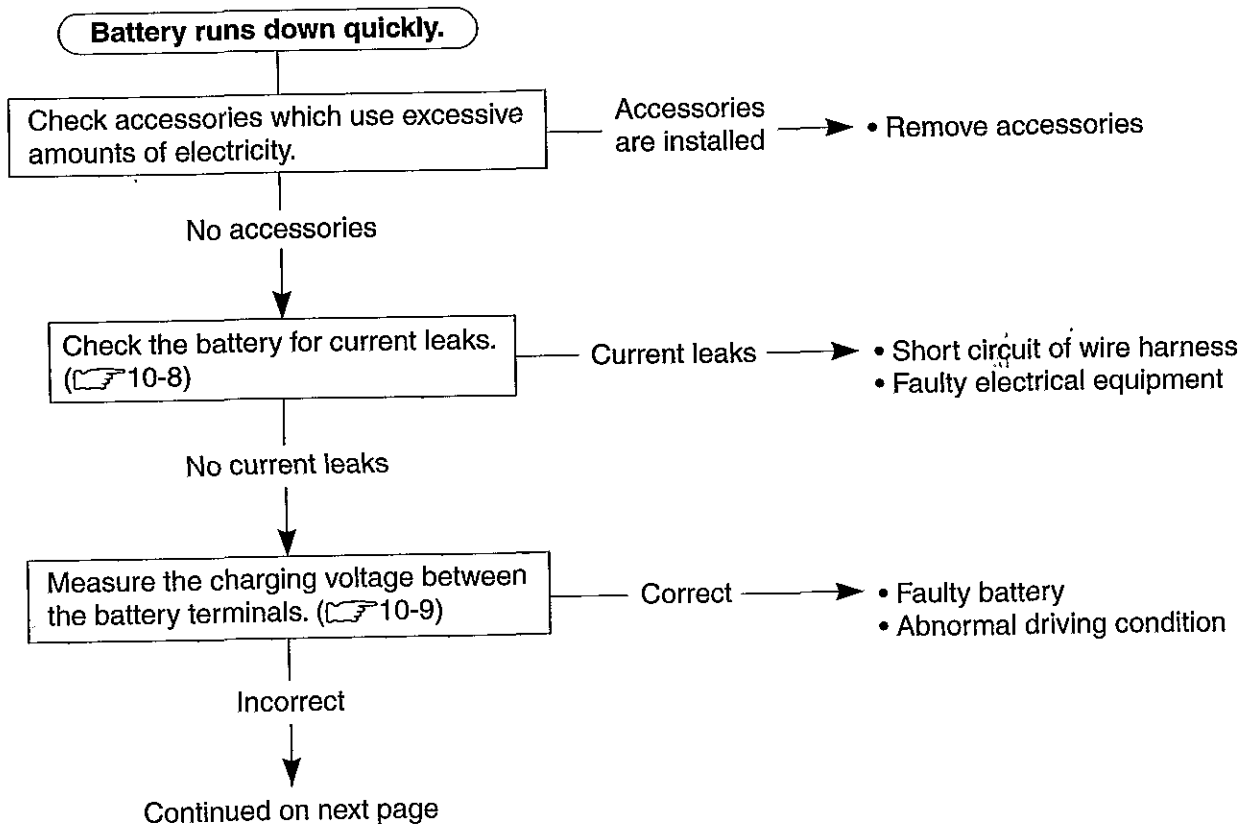 Battery runs down quickly.
Check accessories which use excessive
amounts of electricity.
Accessories
are installed
• Remove accessories
No accessories
Check the battery for current leaks.
(☞10-8)
Current leaks
• Short circuit of wire harness
• Faulty electrical equipment
No current leaks
Measure the charging voltage between
the battery terminals. (☞10-9)
Correct
• Faulty battery
• Abnormal driving condition
Incorrect
Continued on next page